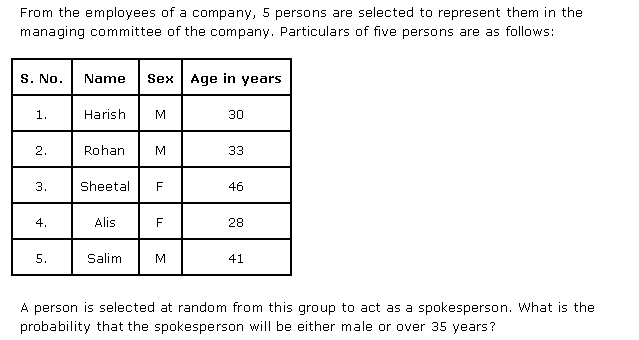 From the employees of a company, 5 persons are selected to represent them in the
managing committee of the company. Particulars of five persons are as follows:
S. No. Name Sex Age in years
1. Harish M 30
2. Rohan M 33
3. Sheetal F 46
4. Alis F 28
5. Salim M 41
A person is selected at random from this group to act as a spokesperson. What is the
probability that the spokesperson will be either male or over 35 years?